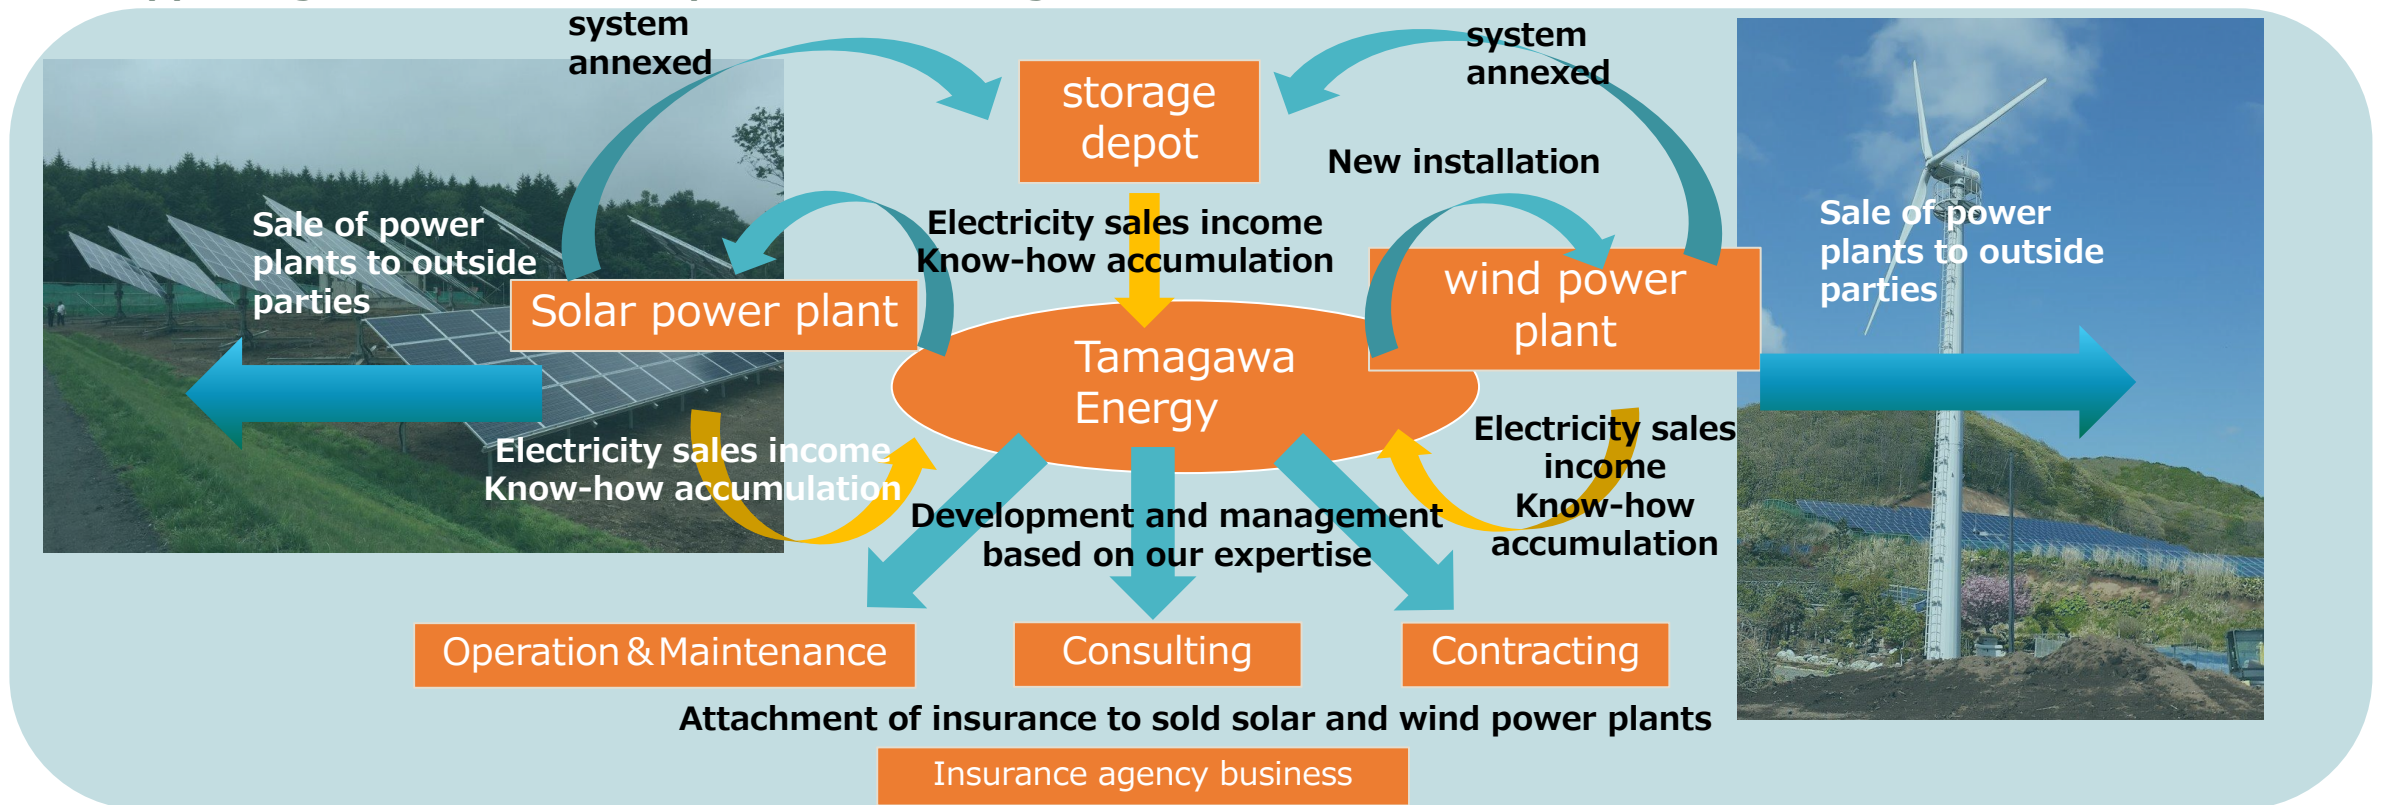 system
annexed
system
annexed
storage
depot
New installation
Sale of power
plants to outside
parties
Electricity sales income
Know-how accumulation
Sale of power
plants to outside
parties
Solar power plant
wind power
plant
Tamagawa
Energy
Electricity sales income
Know-how accumulation
Electricity sales
income
Know-how
accumulation
Development and management
based on our expertise
Operation & Maintenance
Consulting
Contracting
Attachment of insurance to sold solar and wind power plants
Insurance agency business